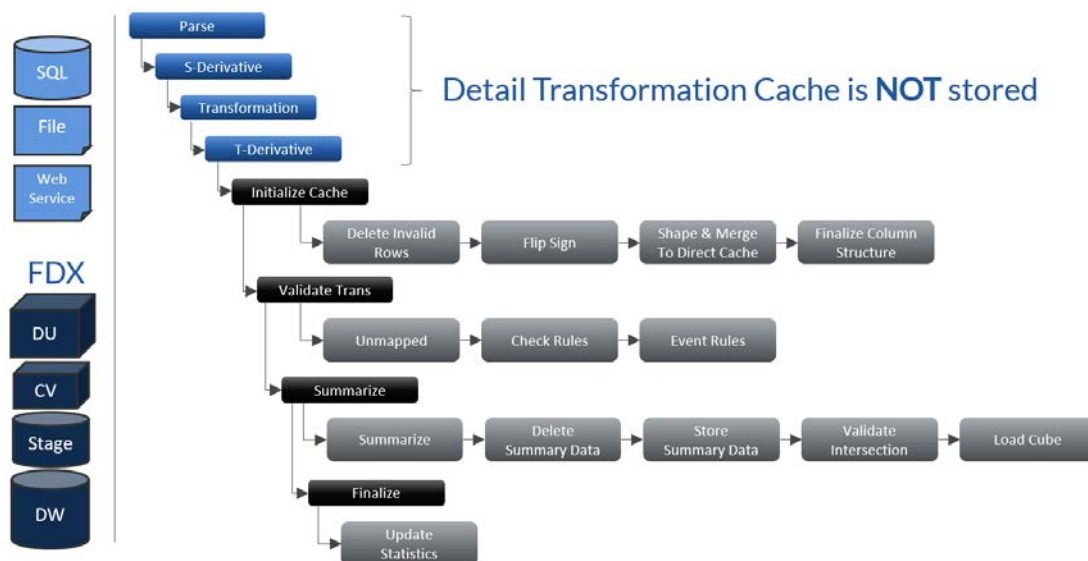 Parse
S-Derivative
Transformation
T-Derivative
Detail Transformation Cache is NOT stored
SQL
File
Web
Service
FDX
DU
CV
Stage
DW
Initialize Cache
Delete Invalid
Rows
Flip Sign
Shape & Merge
To Direct Cache
Finalize Column
Structure
Validate Trans
Unmapped
Check Rules
Event Rules
Summarize
Summarize
Delete
Summary Data
Store
Summary Data
Validate
Intersection
Load Cube
Finalize
Update
Statistics